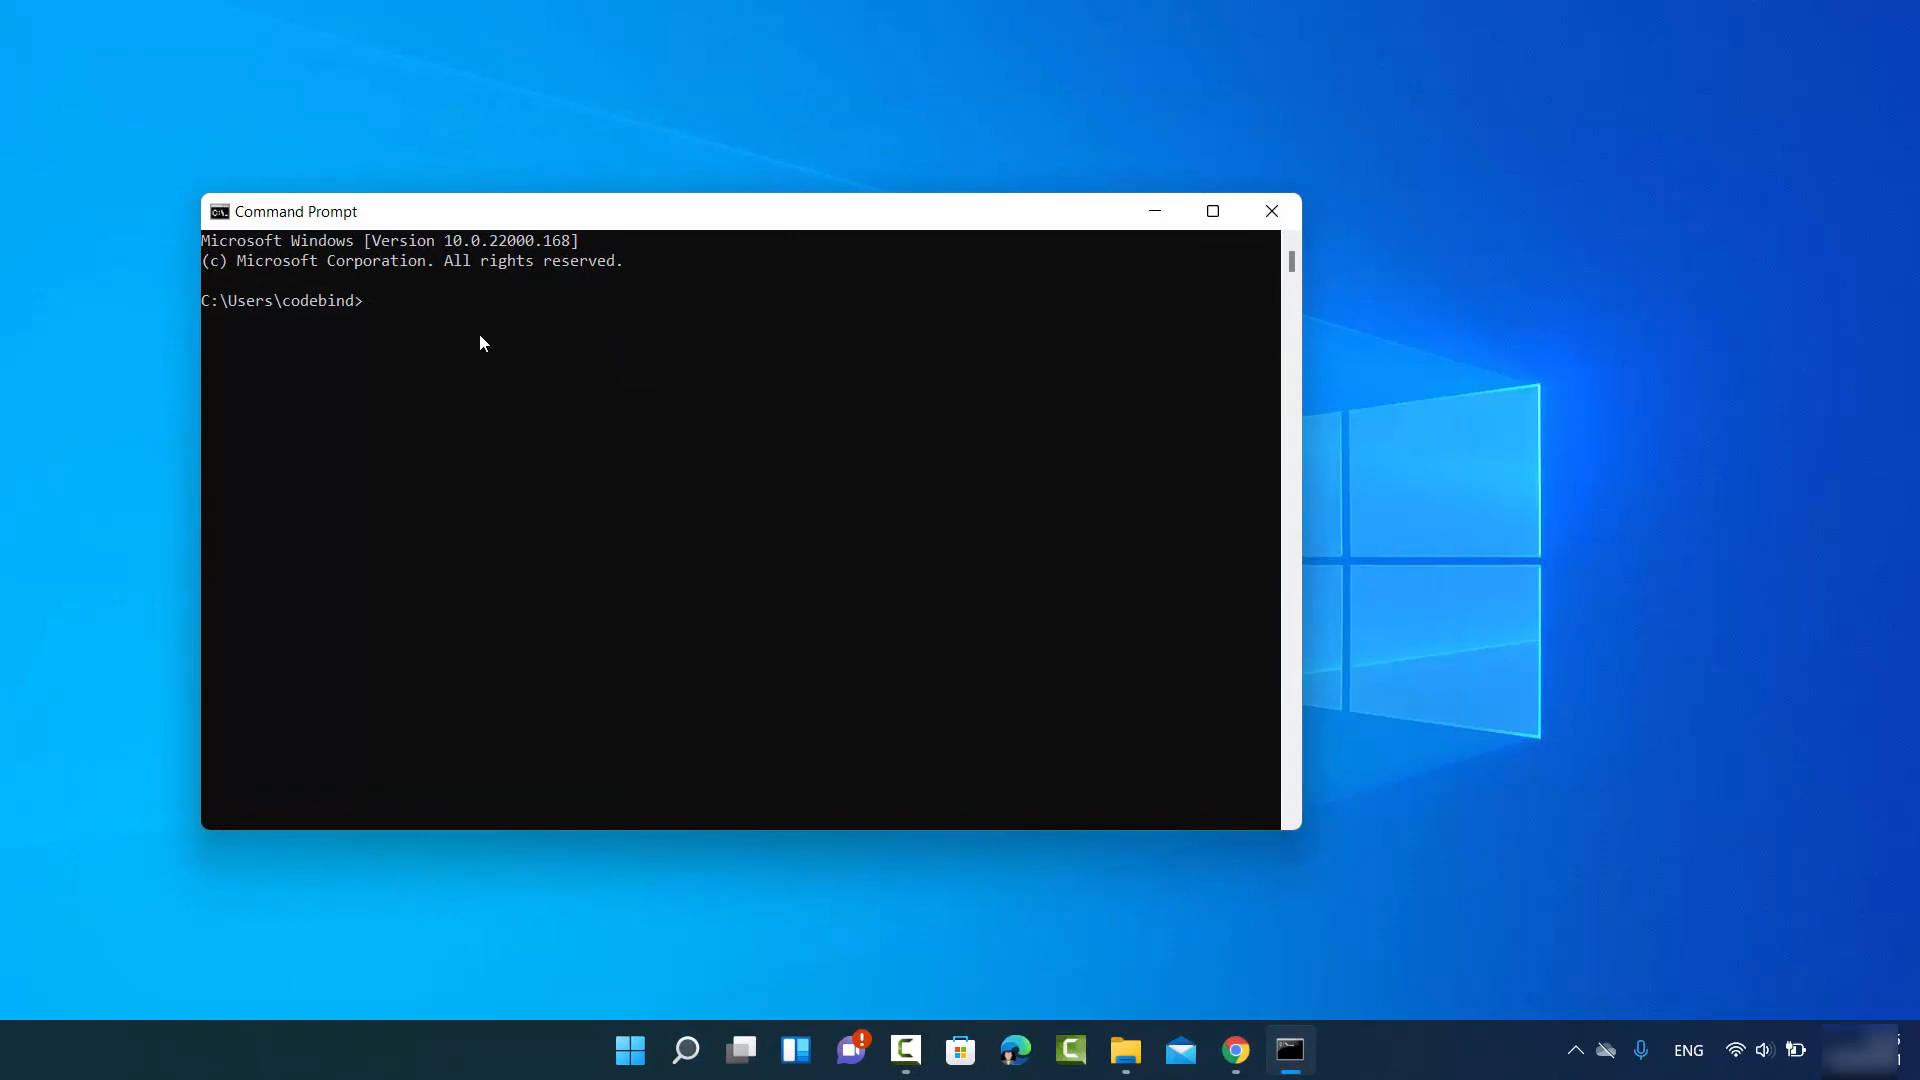 Command Prompt
Microsoft Windows [Version 10.0.22000.168]
(c) Microsoft Corporation. All rights reserved.
C:\Users\codebind>
ENG